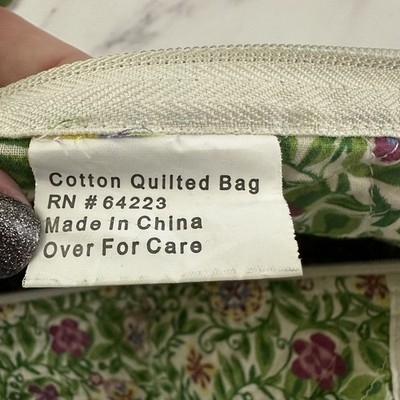 Cotton Quilted Bag
RN # 64223
Made In China
Over For Care